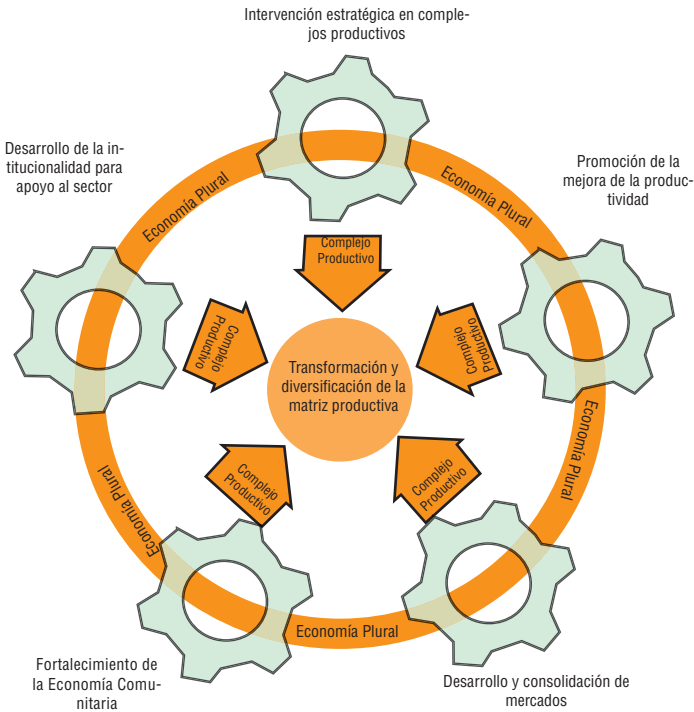 Intervención estratégica en comple-
jos productivos
Desarrollo de la in-
titucionalidad para
apoyo al sector
Promoción de la
mejora de la produc-
tividad
Economía Plural
Economía Plural
Complejo
Productivo
Complejo
Productivo
Complejo
Productivo
Transformación y
diversificación de la
matriz productiva
Economía Plural
Economía Plural
Complejo
Productivo
Complejo
Productivo
Economía Plural
Fortalecimiento de
la Economía Comu-
nitaria
Desarrollo y consolidación de
mercados